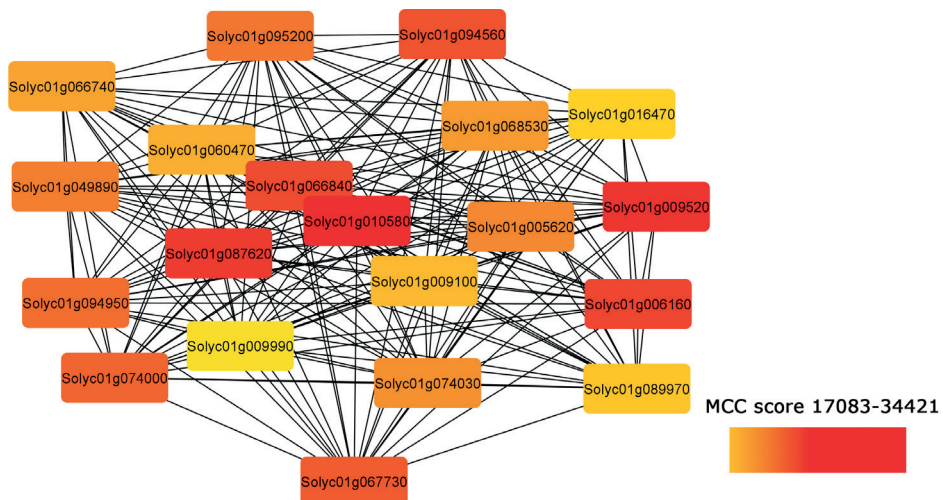 Solyc01g095200
Solyc01g094560
Solyc01g066740
Solyc01g016470
Solyc01g068530
Solyc01g060470
Solyc01g066840
Solyc01g049890
Solyc01g009520
Solyc01g010580
Solyc01g005620
Solyc01g087620
Solyc01g009100
Solyc01g094950
Solyc01g006160
Solyc01g009990
Solyc01g074000
Solyc01g074030
Solyc01g089970
MCC score 17083-34421
Solyc01g067730